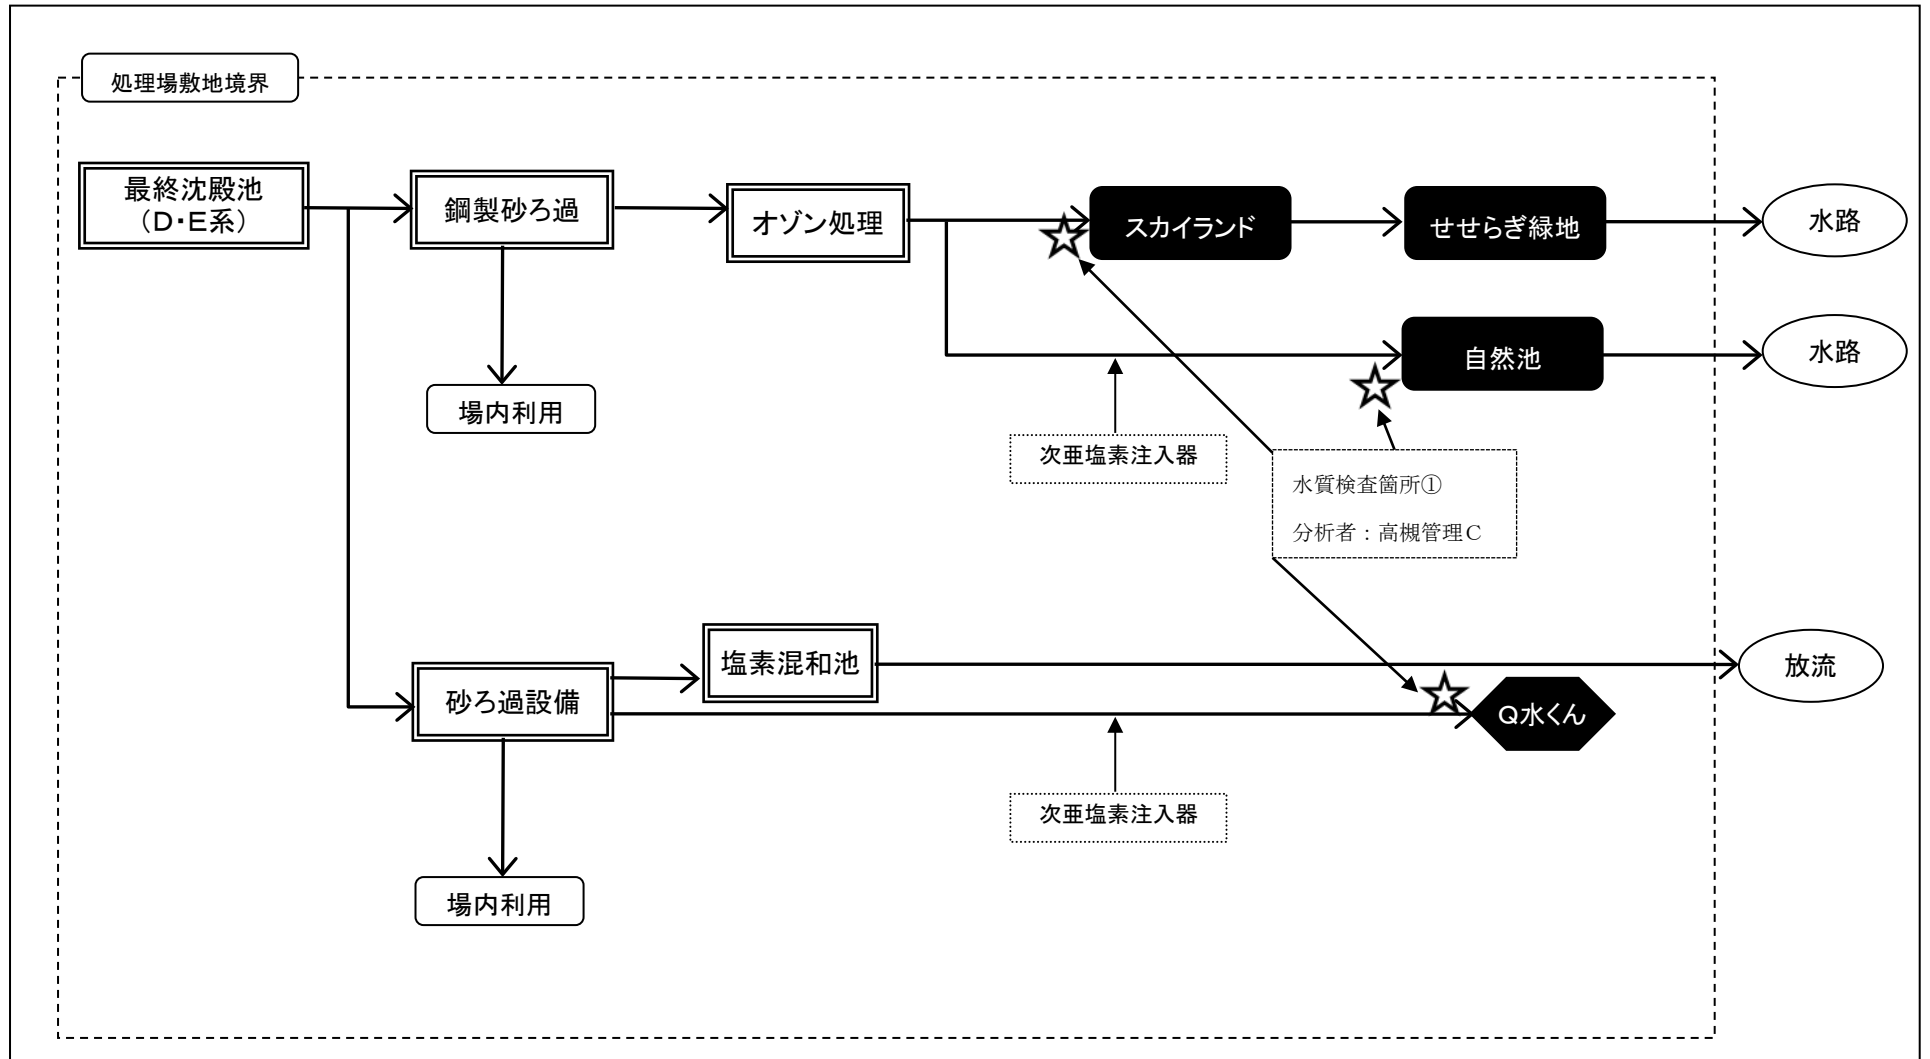 処理場敷地境界
最終沈殿池
（D・E系）
鋼製砂ろ過
オゾン処理
スカイランド
せせらぎ緑地
水路
自然池
水路
場内利用
次亜塩素注入器
水質検査箇所①
分析者：高槻管理C
塩素混和池
放流
砂ろ過設備
Q水くん
次亜塩素注入器
場内利用